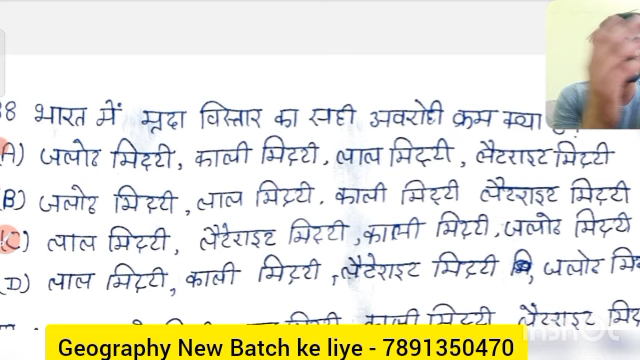 38 भारत में मृदा विस्तार का सही अवरोही क्रम क्या
(A) जलोढ मिट्टी, काली मिट्टी, लाल मिट्टी, लैटराइट मिट्टी
(B) जलोढ मिट्टी, लाल मिट्टी, काली मिट्टी लैटराइट मिट्टी
(C) लाल मिट्टी, लैटैराइट मिट्टी, काली मिट्टी, जलोढ मिट्टी
(D) लाल मिट्टी, काली मिट्टी, लैटेराइट मिट्टी, जलोढ
काली मिट्टी लैटराइट
Geography New Batch ke liye - 7891350470